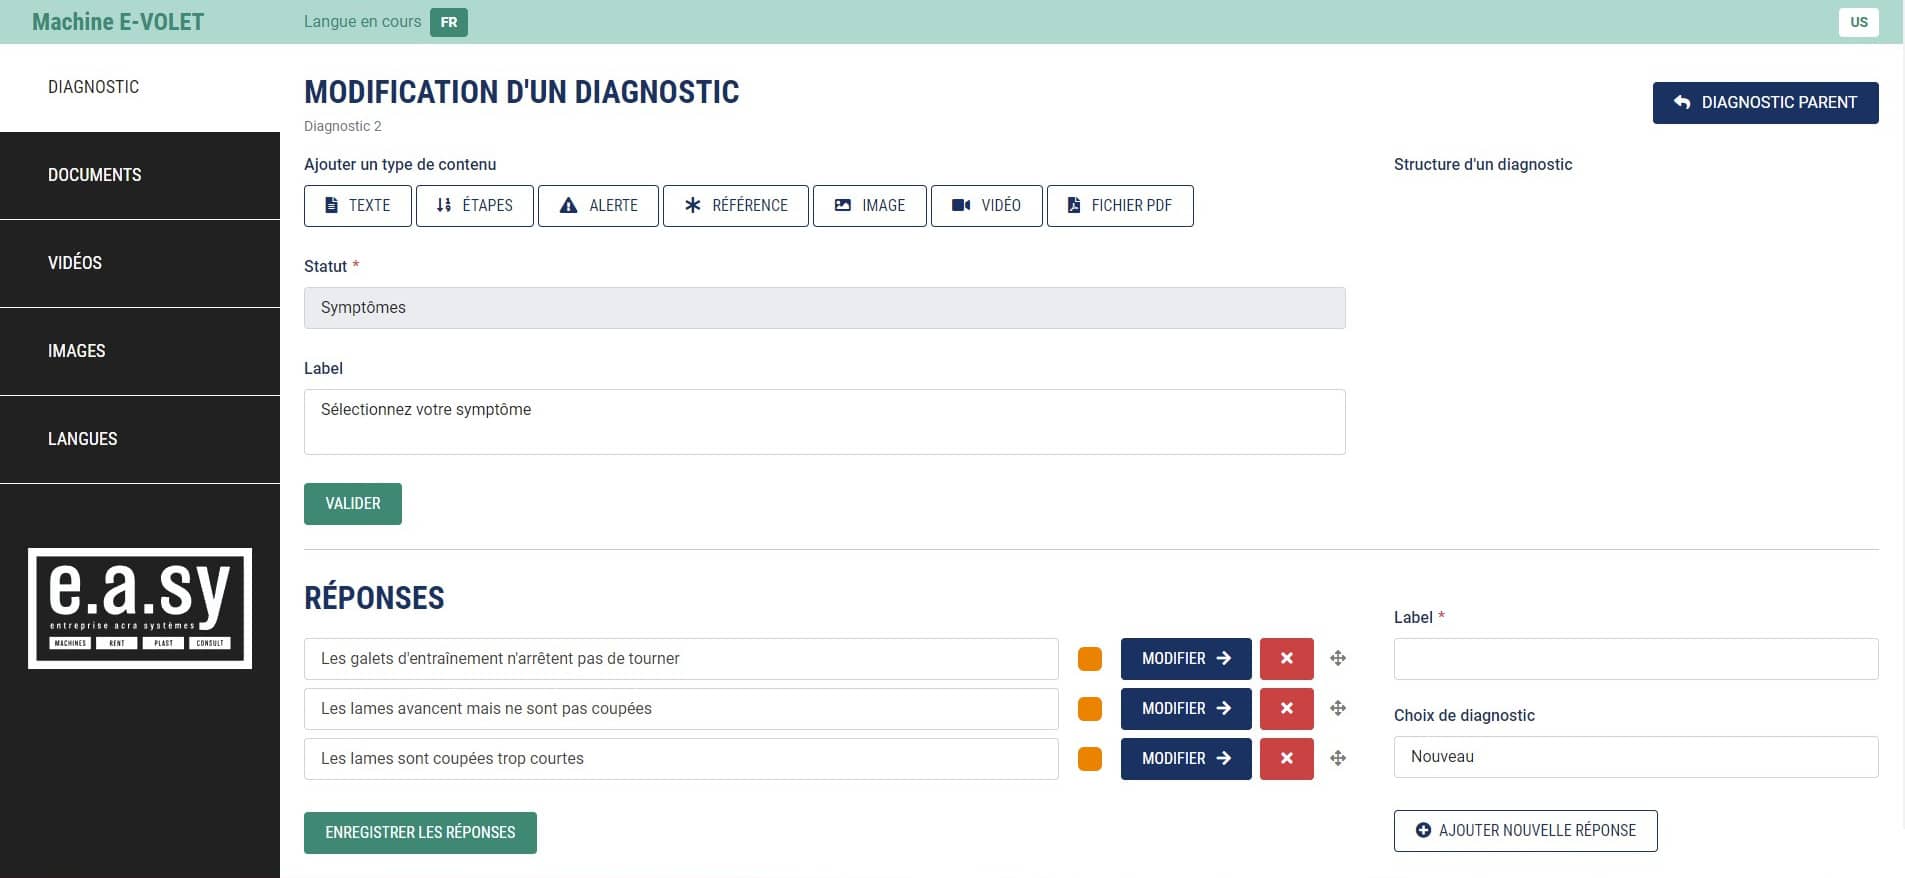 Machine E-VOLET
Langue en cours FR
US
DIAGNOSTIC
DOCUMENTS
VIDÉOS
IMAGES
LANGUES
e.a.sy
entreprise acra systèmes
MACHINES RENT PLAST CONSULT
MODIFICATION D'UN DIAGNOSTIC
Diagnostic 2
DIAGNOSTIC PARENT
Ajouter un type de contenu
TEXTE ÉTAPES ALERTE RÉFÉRENCE IMAGE VIDÉO FICHIER PDF
Structure d'un diagnostic
Statut *
Symptômes
Label
Sélectionnez votre symptôme
VALIDER
RÉPONSES
Les galets d'entraînement n'arrêtent pas de tourner MODIFIER
Les lames avancent mais ne sont pas coupées MODIFIER
Les lames sont coupées trop courtes MODIFIER
ENREGISTRER LES RÉPONSES
Label *
Choix de diagnostic
Nouveau
AJOUTER NOUVELLE RÉPONSE